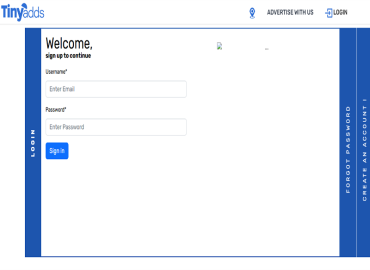 Tinyadds
ADVERTISE WITH US
LOGIN
Welcome,
sign up to continue
Username*
Enter Email
Password*
Enter Password
Sign in
LOGIN
FORGOT PASSWORD
CREATE AN ACCOUNT !